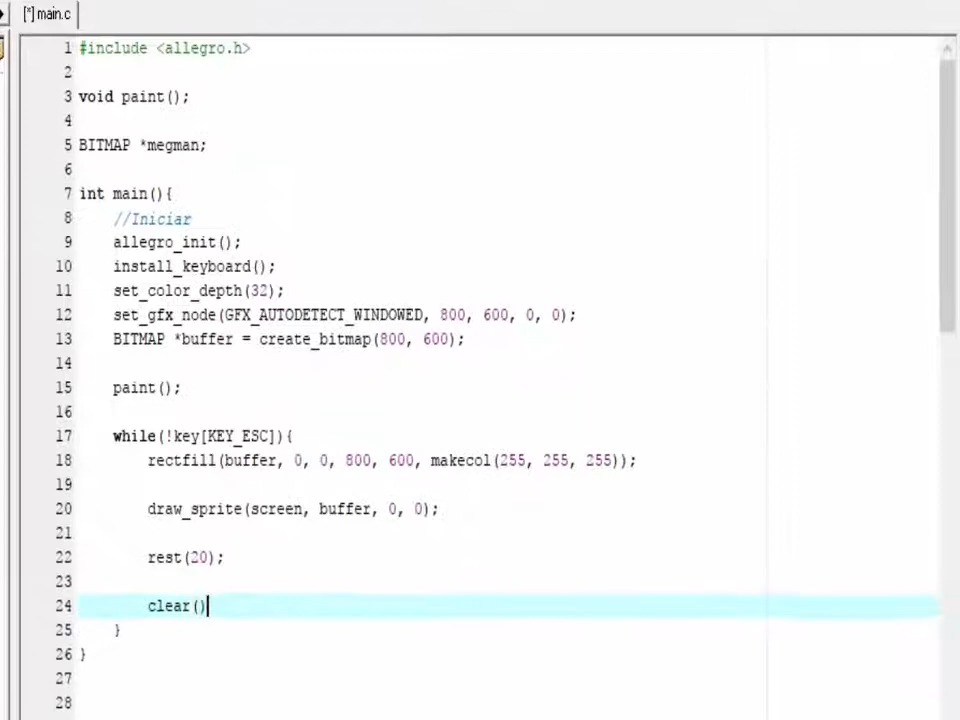 [*] main.c
1 #include <allegro.h>
2
3 void paint();
4
5 BITMAP *megman;
6
7 int main(){
8 //Iniciar
9 allegro_init();
10 install_keyboard();
11 set_color_depth(32);
12 set_gfx_node(GFX_AUTODETECT_WINDOWED, 800, 600, 0, 0);
13 BITMAP *buffer = create_bitmap(800, 600);
14
15 paint();
16
17 while(!key[KEY_ESC]){
18 rectfill(buffer, 0, 0, 800, 600, makecol(255, 255, 255));
19
20 draw_sprite(screen, buffer, 0, 0);
21
22 rest(20);
23
24 clear()
25 }
26 }
27
28